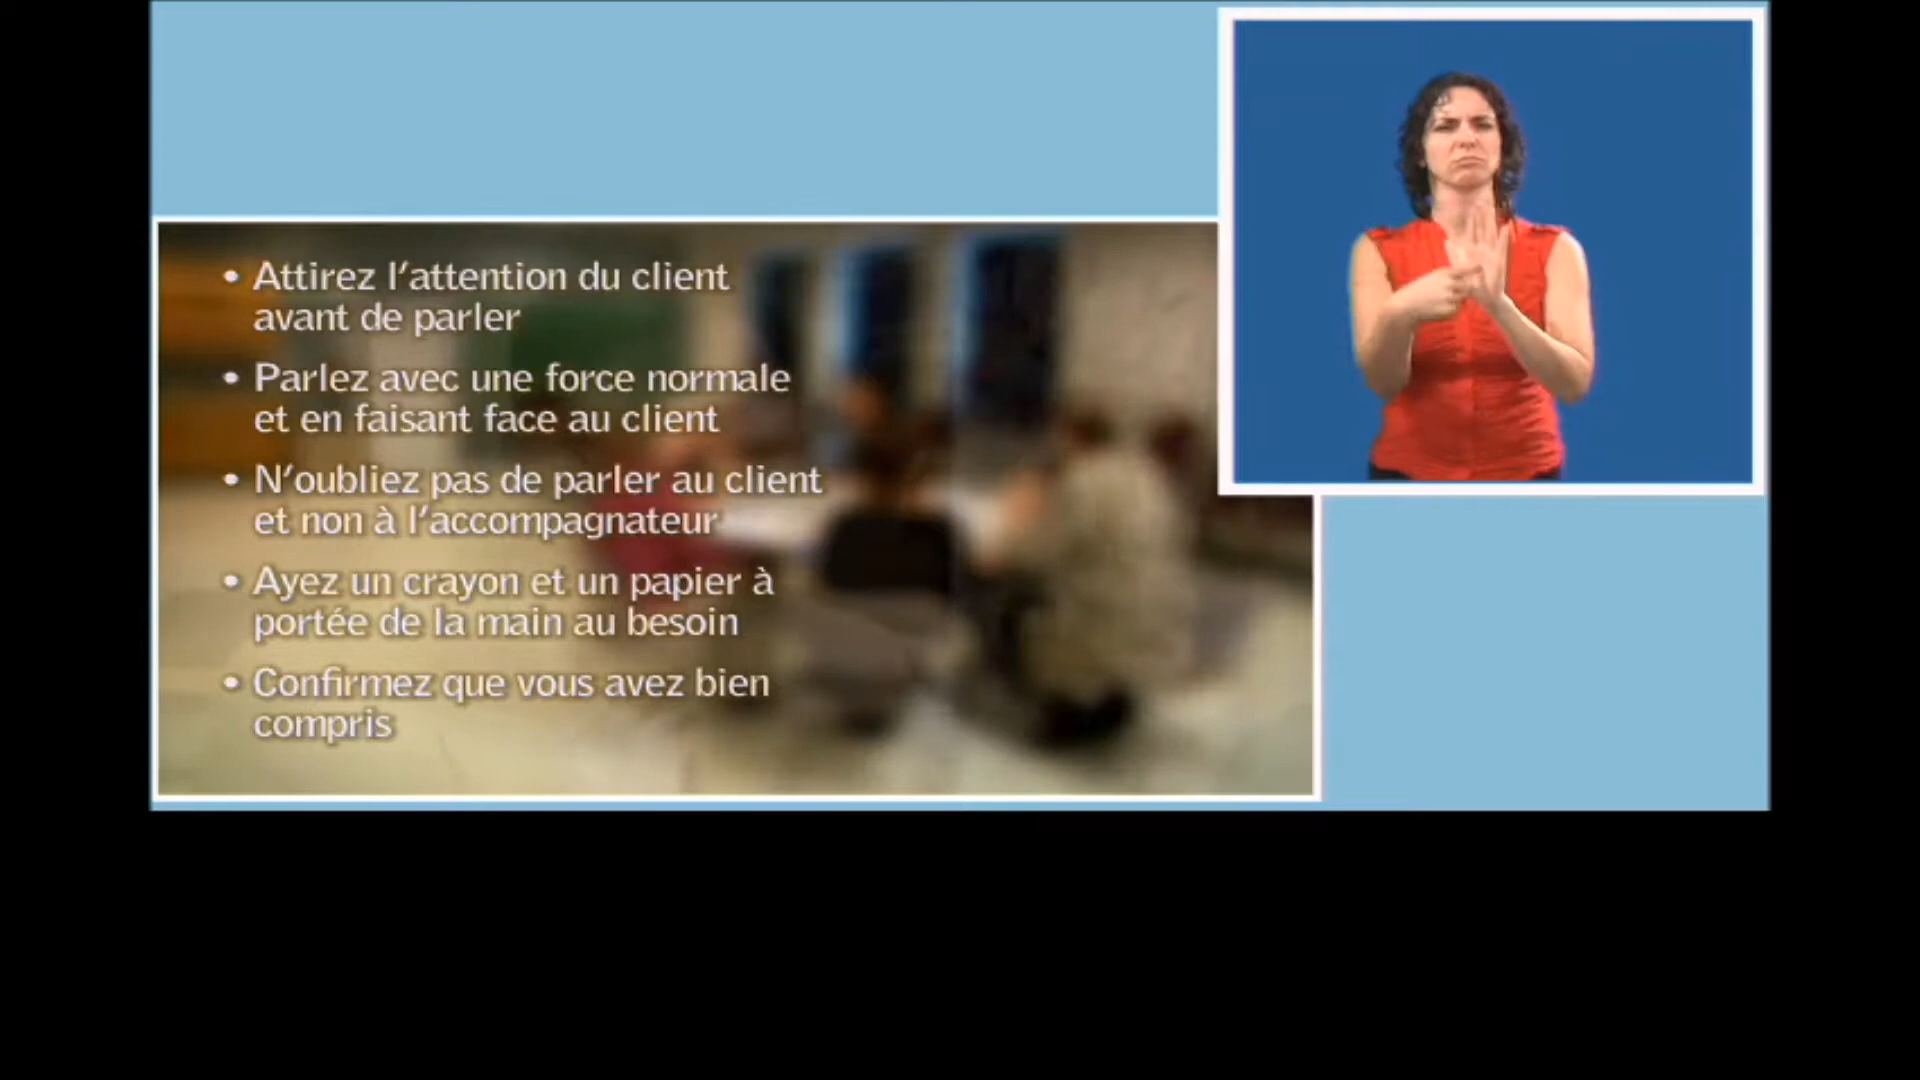 • Attirez l'attention du client
avant de parler
• Parlez avec une force normale
et en faisant face au client
• N'oubliez pas de parler au client
et non à l'accompagnateur
• Ayez un crayon et un papier à
portée de la main au besoin
• Confirmez que vous avez bien
compris